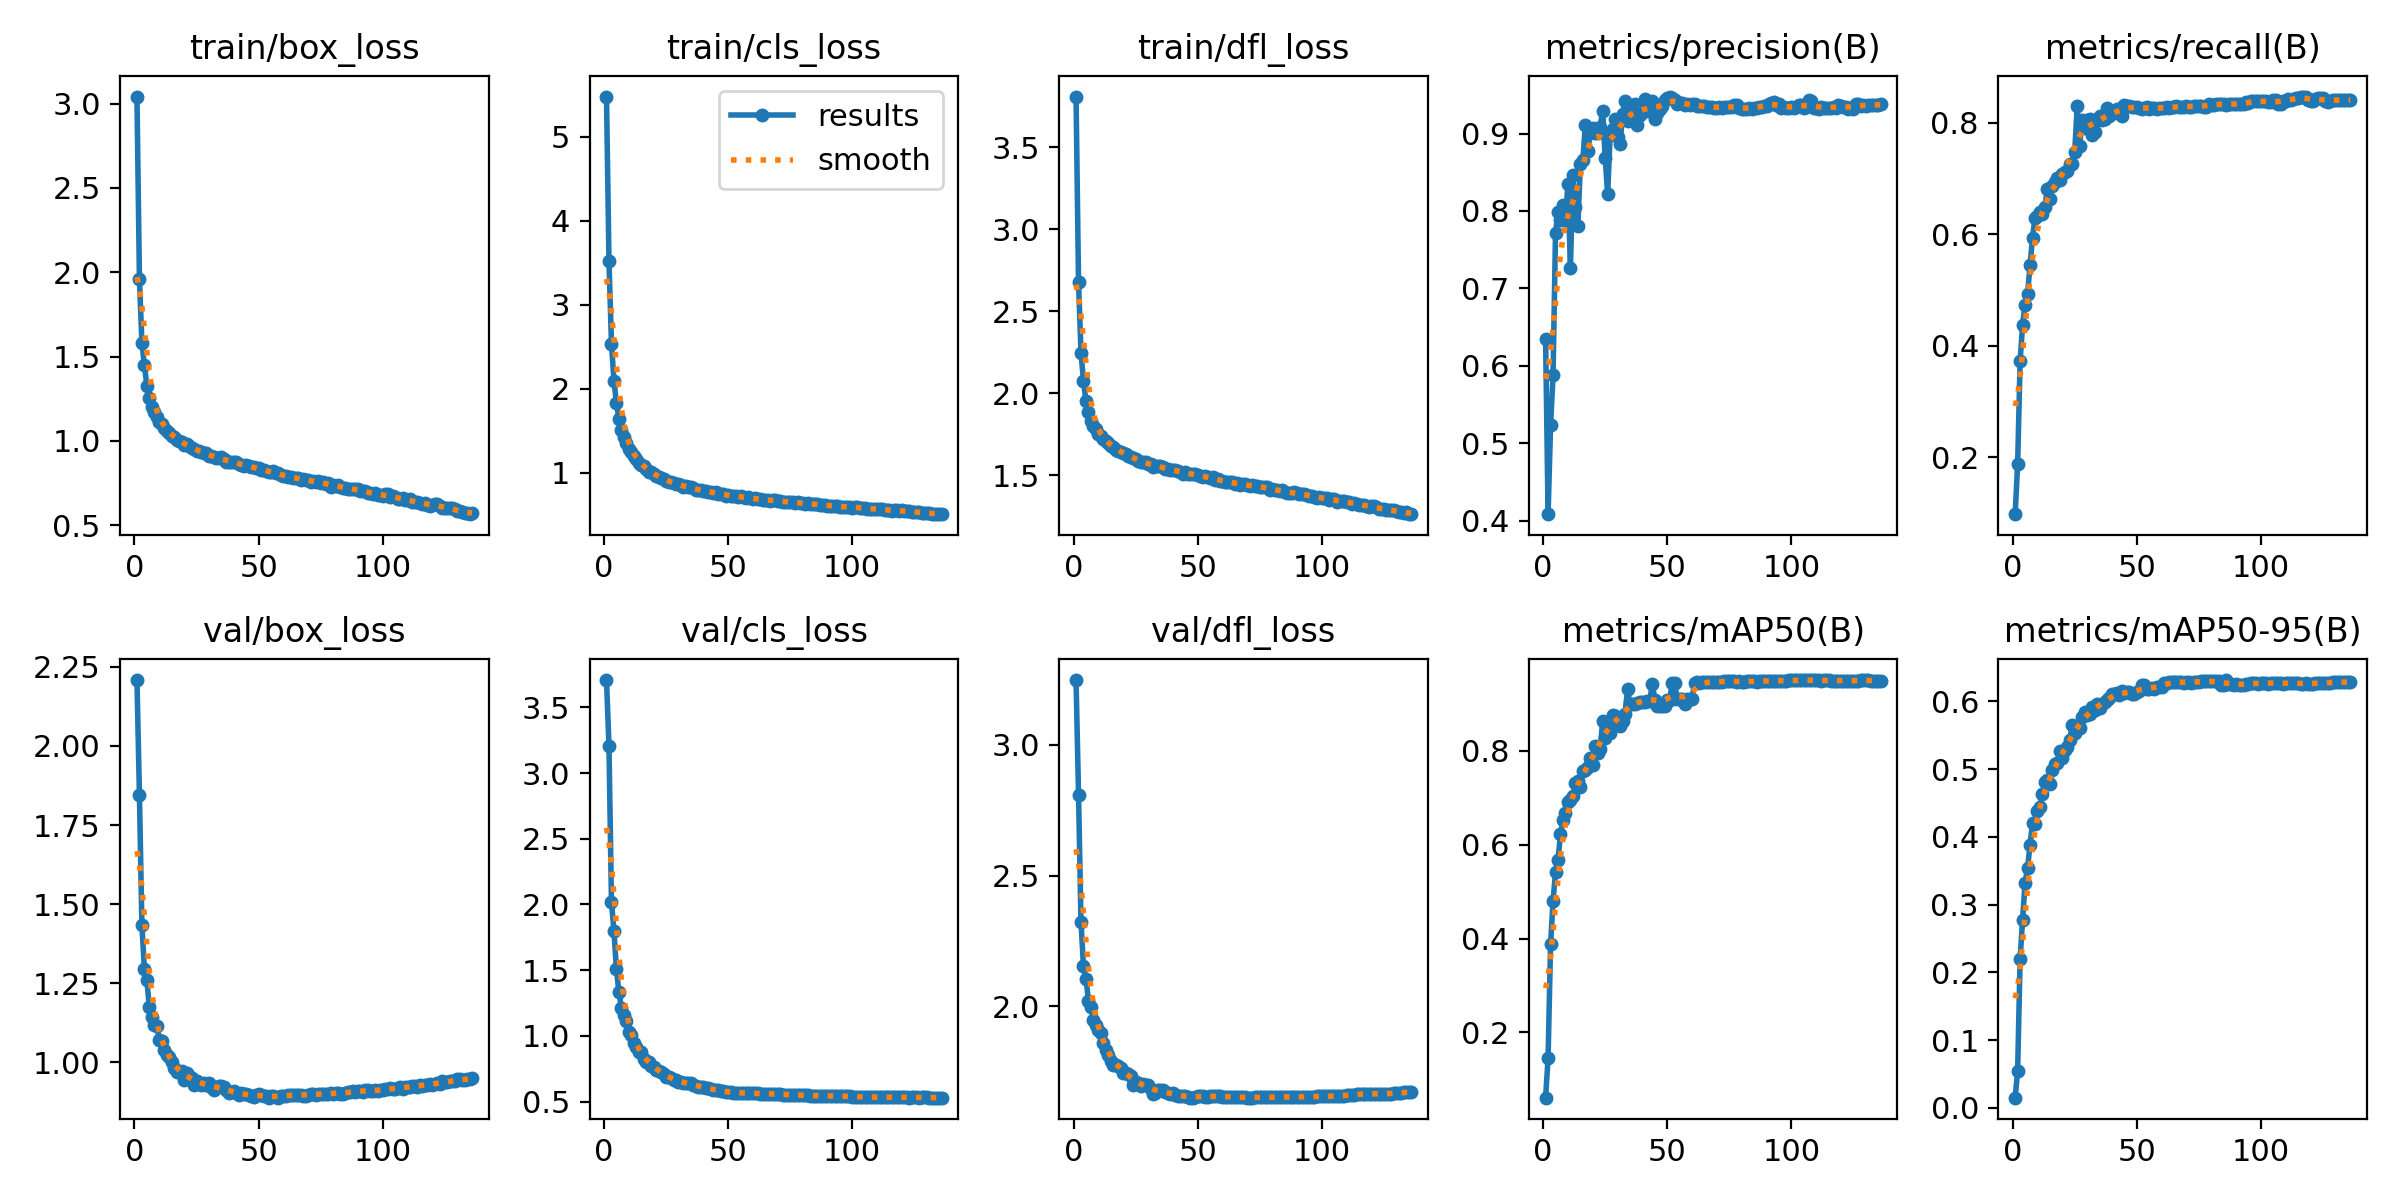 train/box_loss
3.0
2.5
2.0
1.5
1.0
0.5
0 50 100
train/cls_loss
results
smooth
5
4
3
2
1
0 50 100
train/dfl_loss
3.5
3.0
2.5
2.0
1.5
0 50 100
metrics/precision(B)
0.9
0.8
0.7
0.6
0.5
0.4
0 50 100
metrics/recall(B)
0.8
0.6
0.4
0.2
0 50 100
val/box_loss
2.25
2.00
1.75
1.50
1.25
1.00
0 50 100
val/cls_loss
3.5
3.0
2.5
2.0
1.5
1.0
0.5
0 50 100
val/dfl_loss
3.0
2.5
2.0
0 50 100
metrics/mAP50(B)
0.8
0.6
0.4
0.2
0 50 100
metrics/mAP50-95(B)
0.6
0.5
0.4
0.3
0.2
0.1
0.0
0 50 100